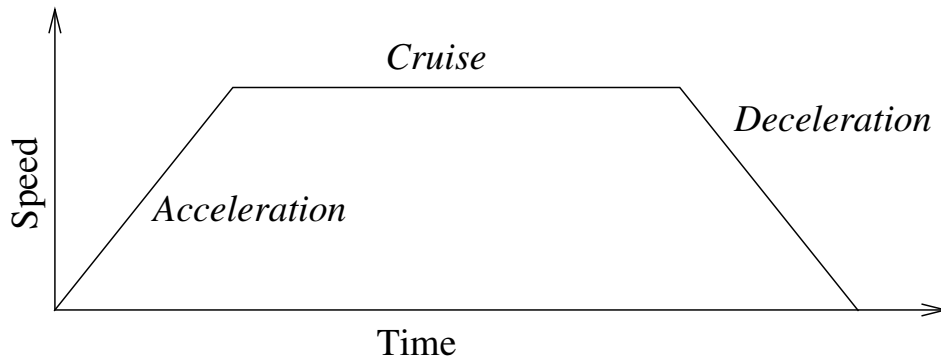 Cruise
Deceleration
Speed
Acceleration
Time